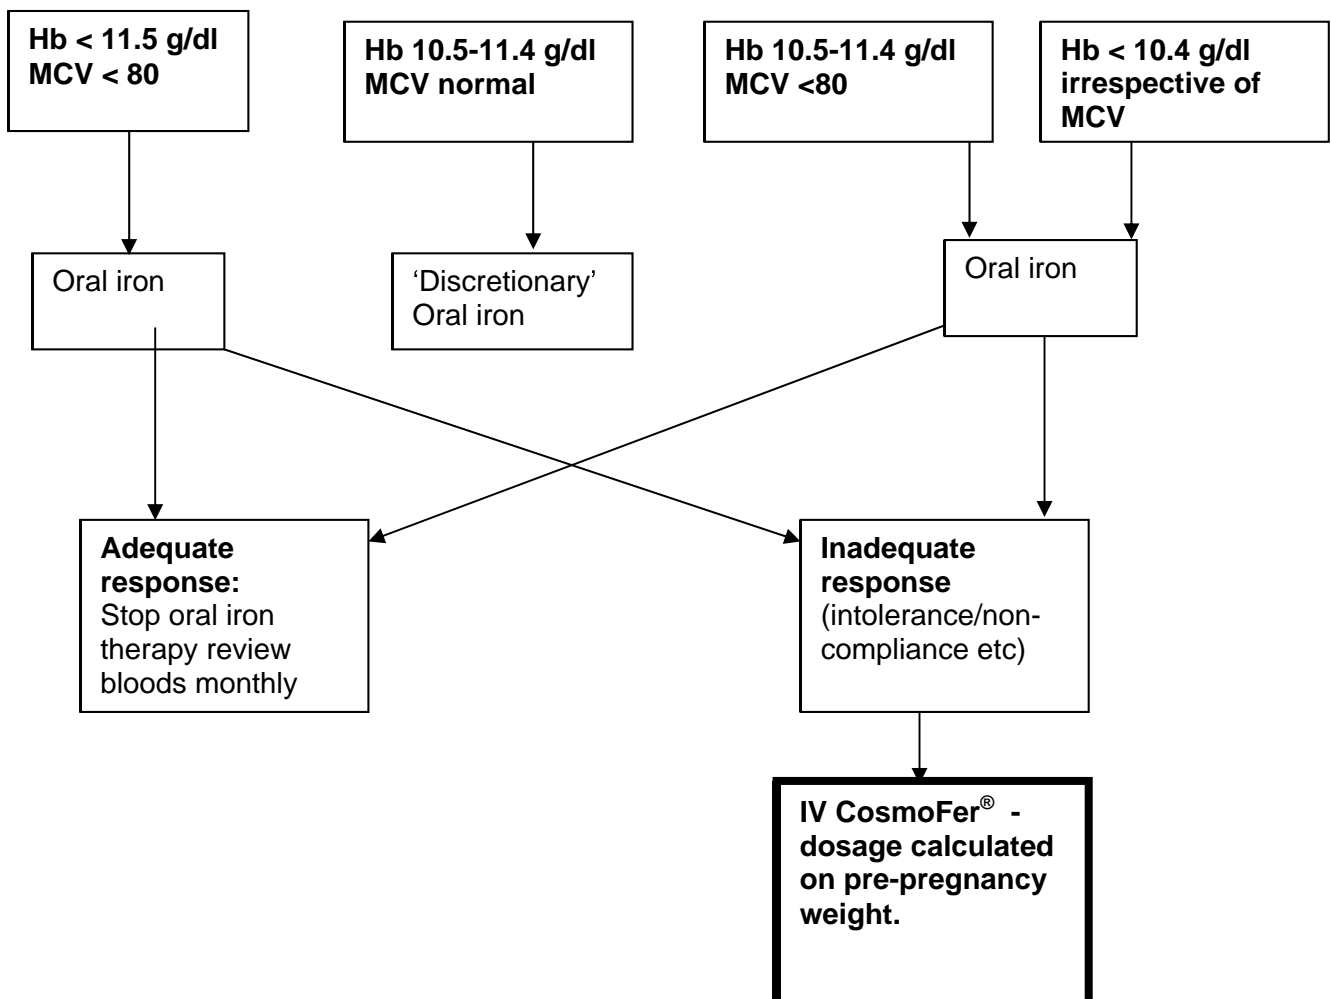 Hb < 11.5 g/dl
MCV < 80
Hb 10.5-11.4 g/dl
MCV normal
Hb 10.5-11.4 g/dl
MCV <80
Hb < 10.4 g/dl
irrespective of
MCV
Oral iron
‘Discretionary’
Oral iron
Oral iron
Adequate
response:
Stop oral iron
therapy review
bloods monthly
Inadequate
response
(intolerance/non-
compliance etc)
IV CosmoFer® -
dosage calculated
on pre-pregnancy
weight.